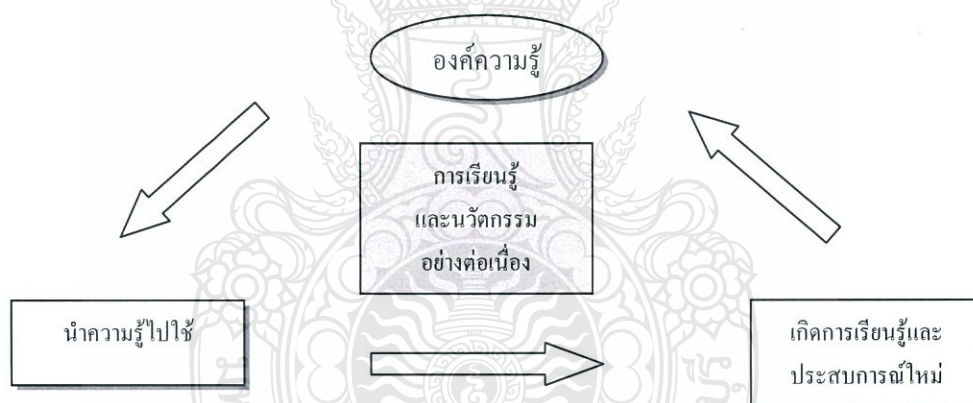 องค์ความรู้
การเรียนรู้
และนวัตกรรม
อย่างต่อเนื่อง
นำความรู้ไปใช้
เกิดการเรียนรู้และ
ประสบการณ์ใหม่